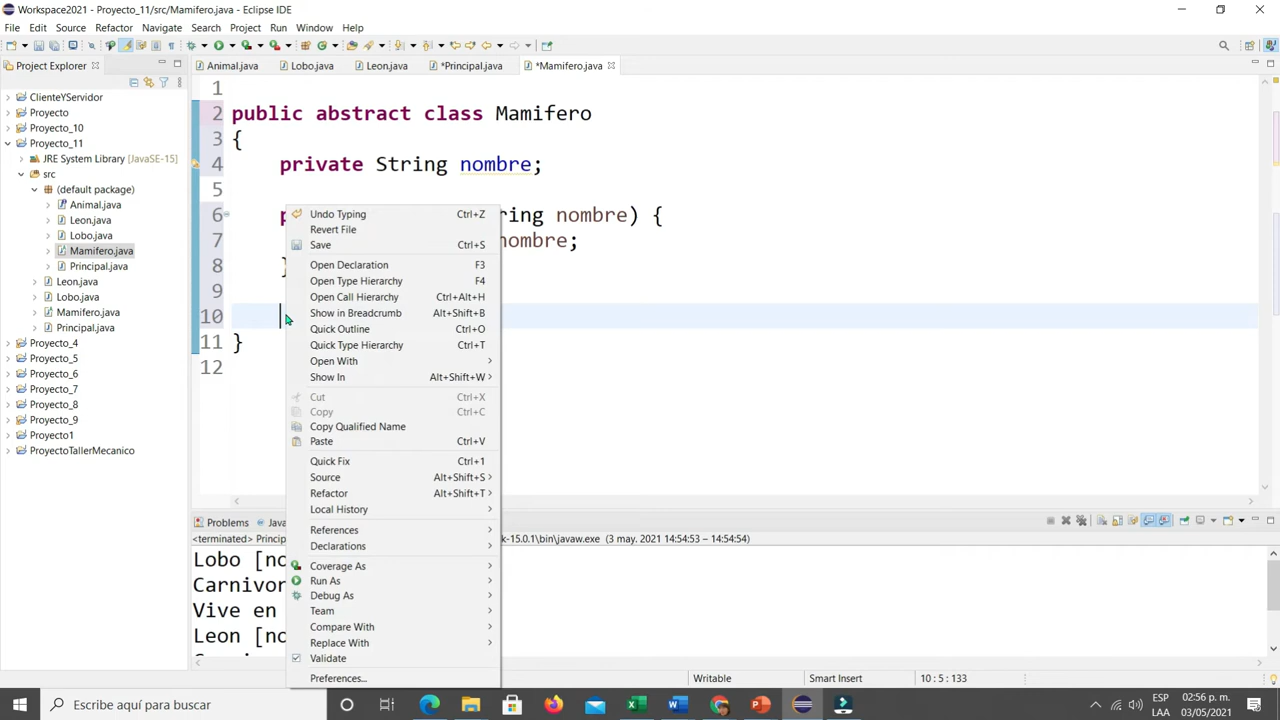 Workspace2021 - Proyecto_11/src/Mamifero.java - Eclipse IDE
File Edit Source Refactor Navigate Search Project Run Window Help
Project Explorer
Animal.java Lobo.java Leon.java *Principal.java *Mamifero.java
ClienteYServidor
Proyecto
Proyecto_10
Proyecto_11
JRE System Library [JavaSE-15]
src
(default package)
Animal.java
Leon.java
Lobo.java
Mamifero.java
Principal.java
Leon.java
Lobo.java
Mamifero.java
Principal.java
Proyecto_4
Proyecto_5
Proyecto_6
Proyecto_7
Proyecto_8
Proyecto_9
Proyecto1
ProyectoTallerMecanico
1
2 public abstract class Mamifero
3 {
4 private String nombre;
5
6 p ring nombre) {
7 nombre;
8 }
9
10
11 }
12
Undo Typing Ctrl+Z
Revert File
Save Ctrl+S
Open Declaration F3
Open Type Hierarchy F4
Open Call Hierarchy Ctrl+Alt+H
Show in Breadcrumb Alt+Shift+B
Quick Outline Ctrl+O
Quick Type Hierarchy Ctrl+T
Open With
Show In Alt+Shift+W
Cut Ctrl+X
Copy Ctrl+C
Copy Qualified Name
Paste Ctrl+V
Quick Fix Ctrl+1
Source Alt+Shift+S
Refactor Alt+Shift+T
Local History
References
Declarations
Coverage As
Run As
Debug As
Team
Compare With
Replace With
Validate
Preferences...
Problems Jav
<terminated> Princip k-15.0.1\bin\javaw.exe (3 may. 2021 14:54:53 – 14:54:54)
Lobo [no
Carnivor
Vive en
Leon [no
Writable Smart Insert 10 : 5 : 133
Escribe aquí para buscar
ESP
LAA
02:56 p. m.
03/05/2021